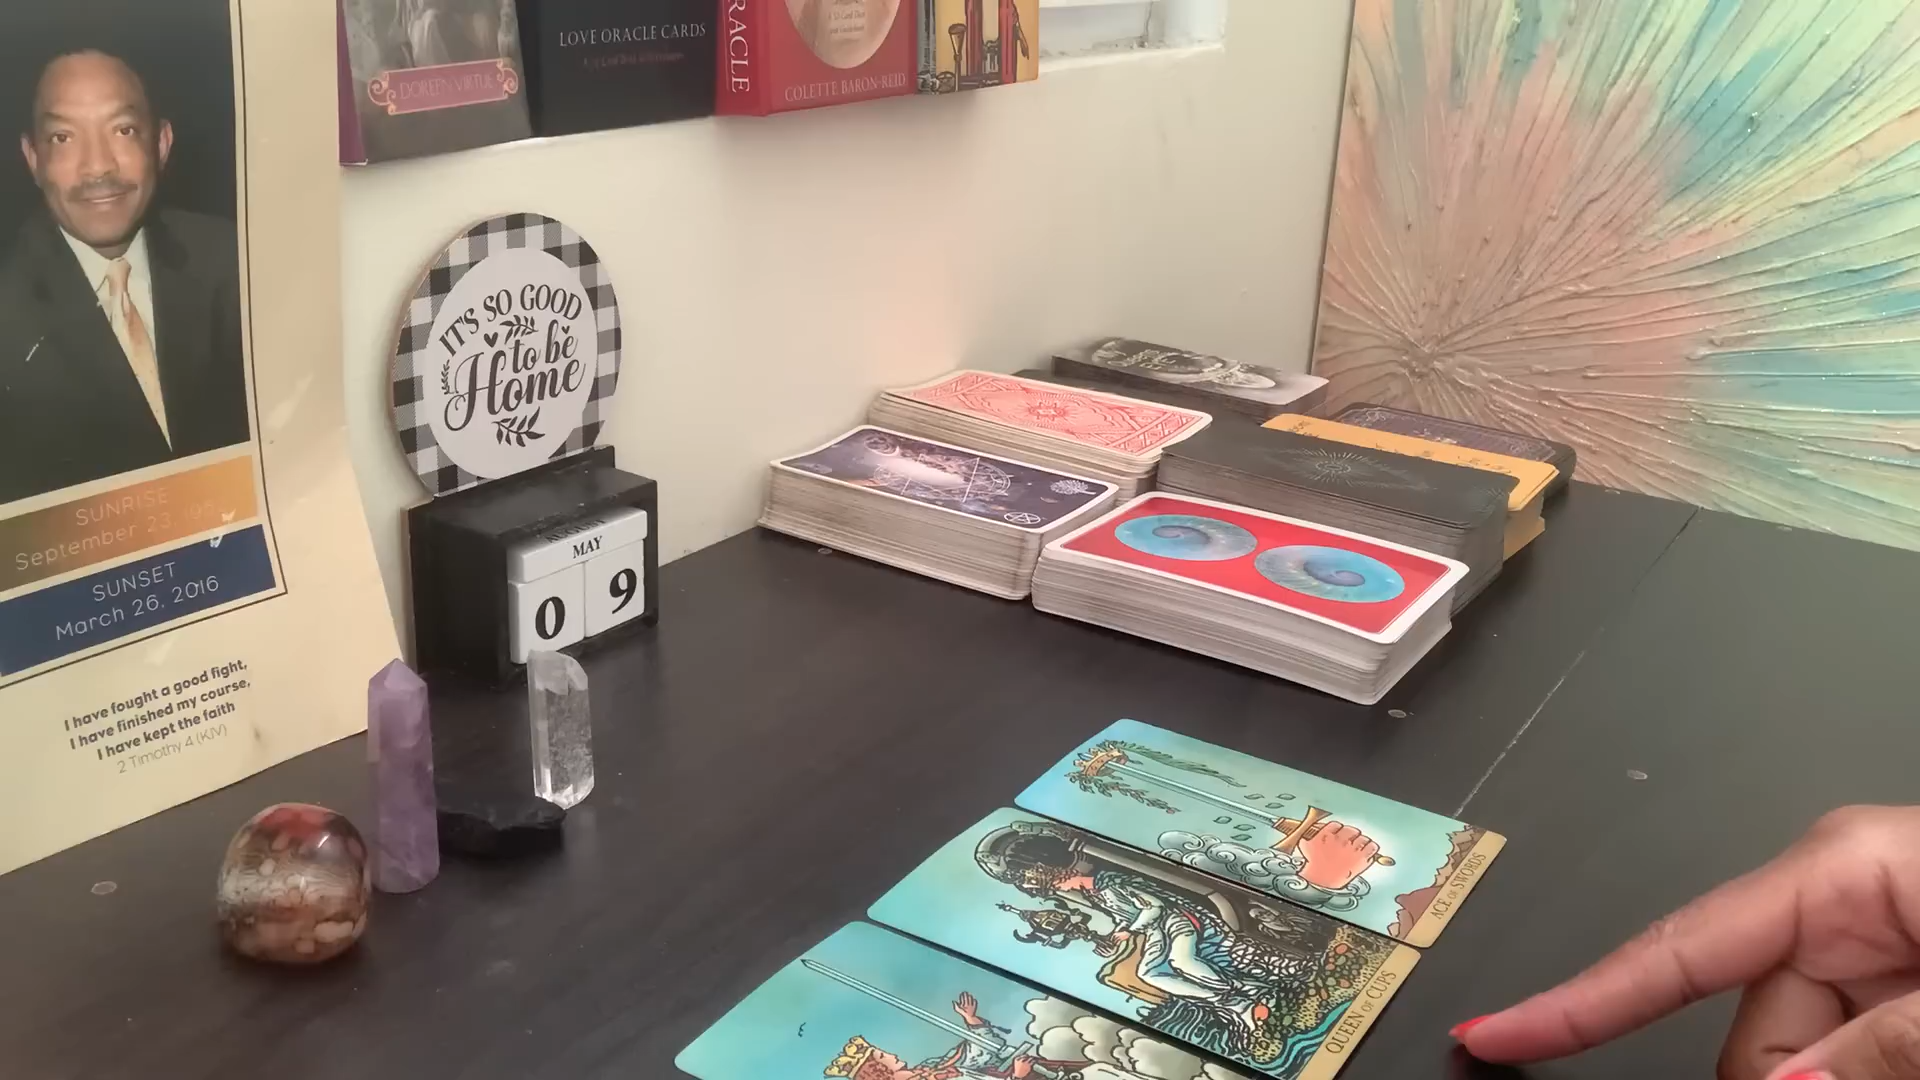 DOREEN VIRTUE
LOVE ORACLE CARDS
ORACLE
COLETTE BARON-REID
IT'S SO GOOD
to be
Home
MAY
0 9
SUNRISE
September 23,
SUNSET
March 26, 2016
I have fought a good fight,
I have finished my course,
I have kept the faith
2 Timothy 4 (KJV)
ACE OF SWORDS
QUEEN OF CUPS